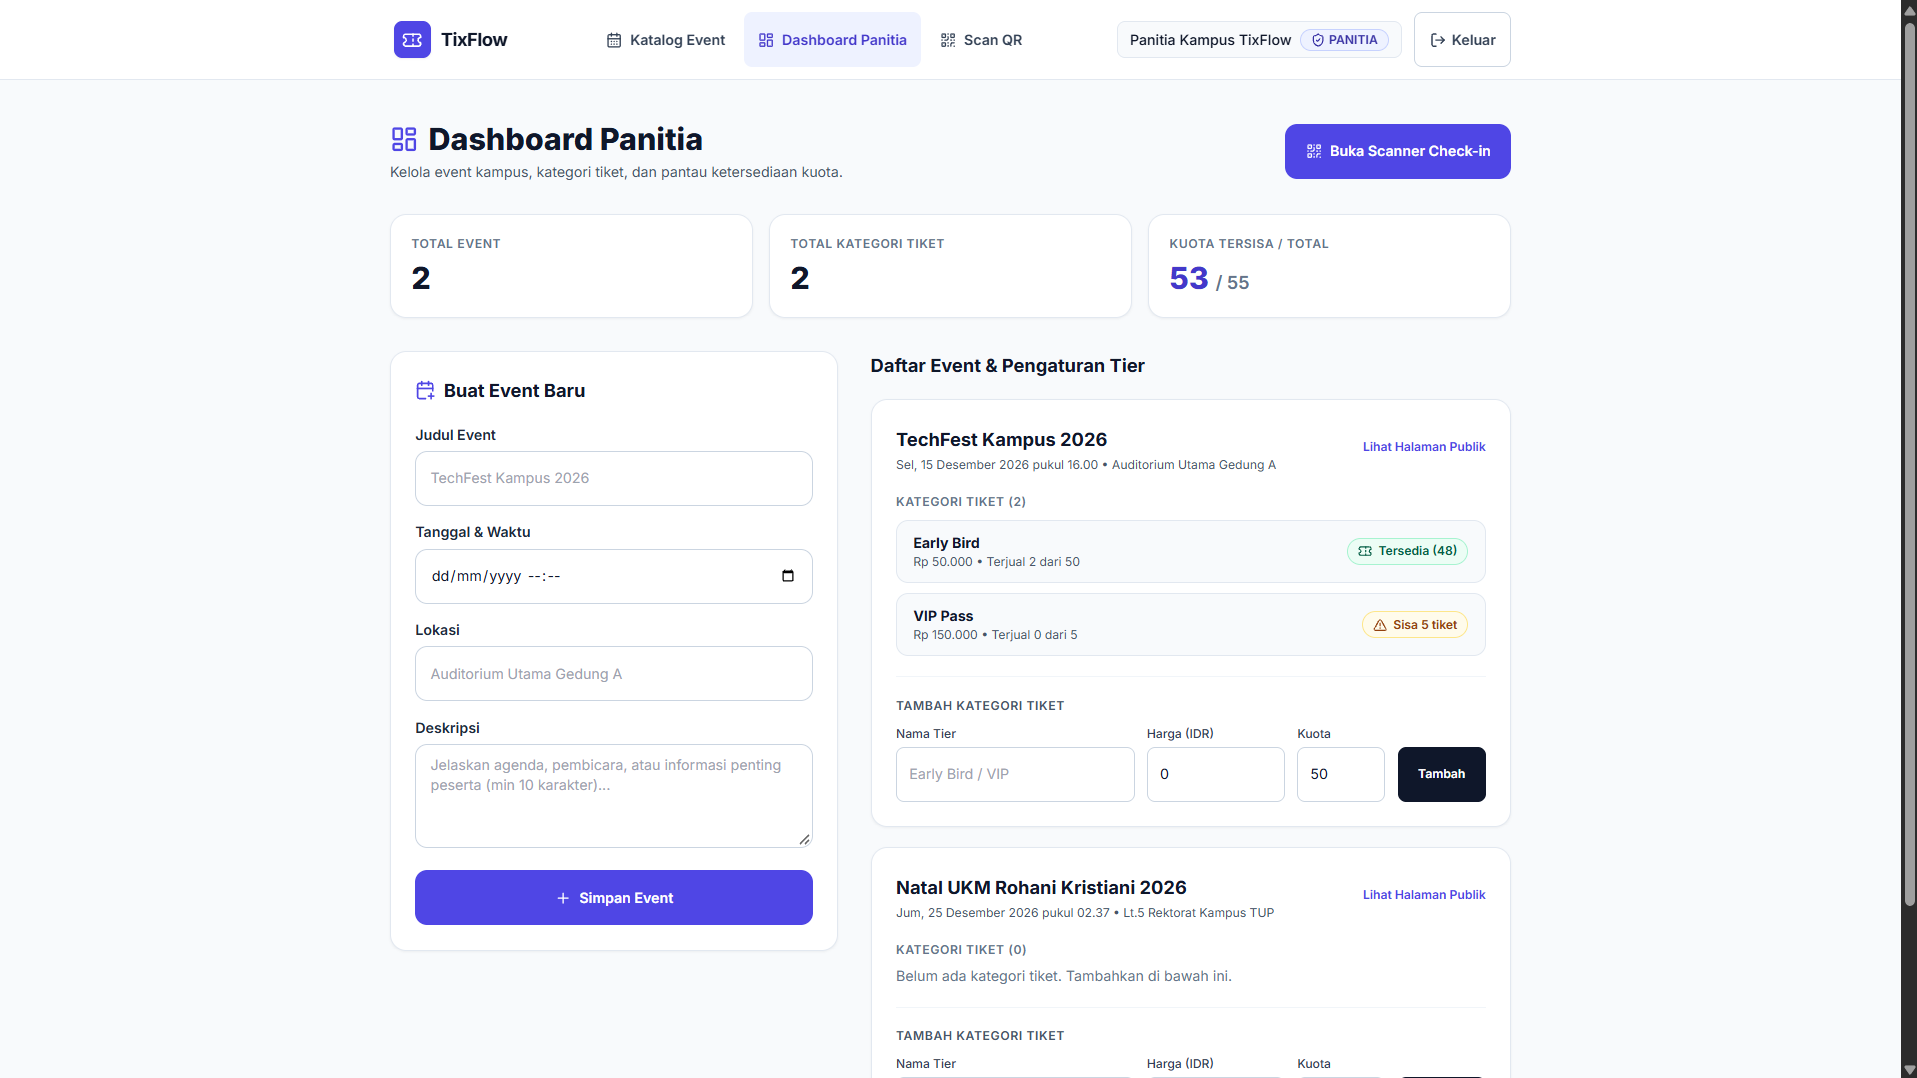 TixFlow
Katalog Event
Dashboard Panitia
Scan QR
Panitia Kampus TixFlow
PANITIA
Keluar
Dashboard Panitia
Kelola event kampus, kategori tiket, dan pantau ketersediaan kuota.
Buka Scanner Check-in
TOTAL EVENT
2
TOTAL KATEGORI TIKET
2
KUOTA TERSISA / TOTAL
53 / 55
Buat Event Baru
Judul Event
TechFest Kampus 2026
Tanggal & Waktu
dd/mm/yyyy --:--
Lokasi
Auditorium Utama Gedung A
Deskripsi
Jelaskan agenda, pembicara, atau informasi penting
peserta (min 10 karakter)...
+ Simpan Event
Daftar Event & Pengaturan Tier
TechFest Kampus 2026
Lihat Halaman Publik
Sel, 15 Desember 2026 pukul 16.00 • Auditorium Utama Gedung A
KATEGORI TIKET (2)
Early Bird
Rp 50.000 • Terjual 2 dari 50
Tersedia (48)
VIP Pass
Rp 150.000 • Terjual 0 dari 5
Sisa 5 tiket
TAMBAH KATEGORI TIKET
Nama Tier
Harga (IDR)
Kuota
Early Bird / VIP
0
50
Tambah
Natal UKM Rohani Kristiani 2026
Lihat Halaman Publik
Jum, 25 Desember 2026 pukul 02.37 • Lt.5 Rektorat Kampus TUP
KATEGORI TIKET (0)
Belum ada kategori tiket. Tambahkan di bawah ini.
TAMBAH KATEGORI TIKET
Nama Tier
Harga (IDR)
Kuota